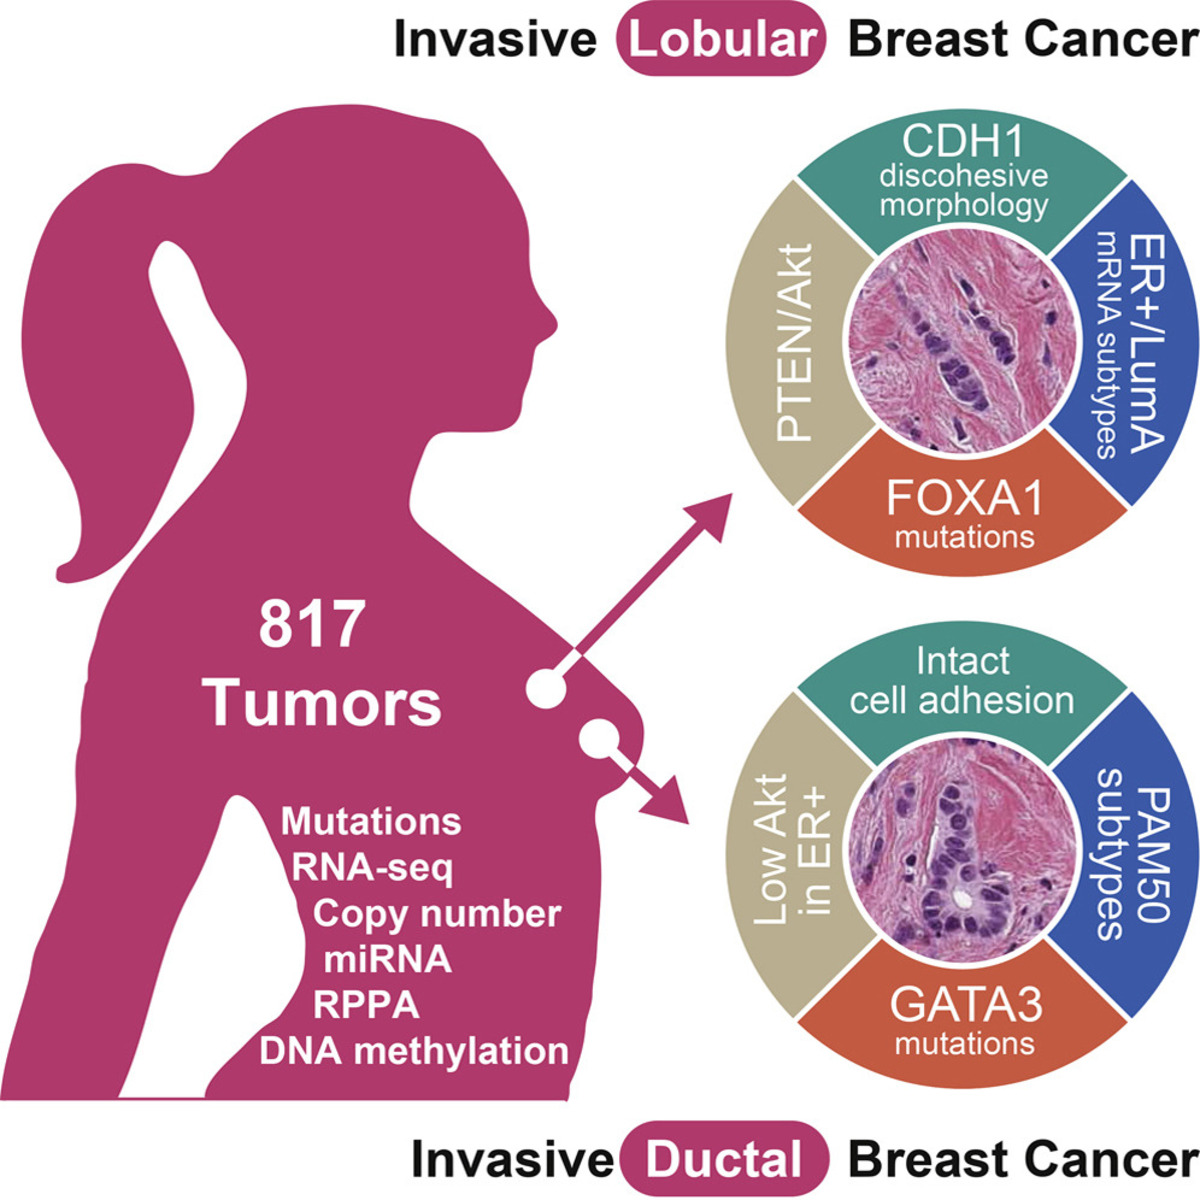 Invasive Lobular Breast Cancer
CDH1
discohesive
morphology
ER+/LumA
mRNA subtypes
PTEN/Akt
FOXA1
mutations
817
Tumors
Mutations
RNA-seq
Copy number
miRNA
RPPA
DNA methylation
Intact
cell adhesion
PAM50
subtypes
Low Akt
in ER+
GATA3
mutations
Invasive Ductal Breast Cancer